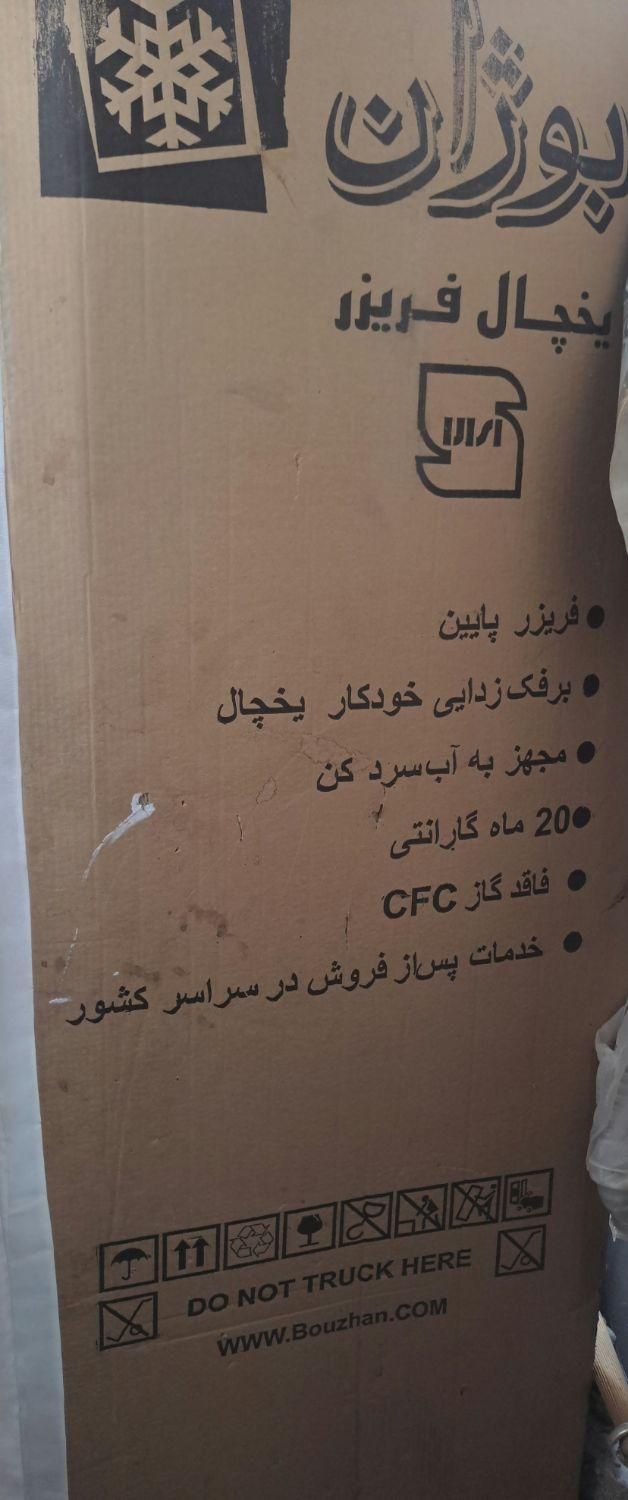 بوژان
یخچال فریزر
● فریزر پایین
● برفک‌زدایی خودکار یخچال
● مجهز به آب‌سرد کن
● 20 ماه گارانتی
● فاقد گاز CFC
● خدمات پس‌از فروش در سراسر کشور
DO NOT TRUCK HERE
WWW.Bouzhan.COM